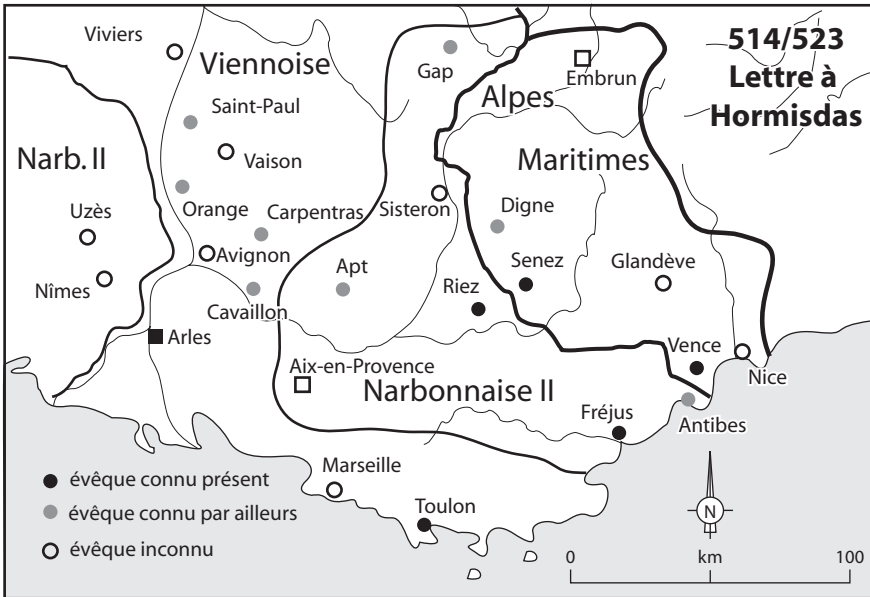 514/523
Lettre à
Hormisdas
Viviers
Viennoise
Gap
Embrun
Alpes
Maritimes
Saint-Paul
Vaison
Narb. II
Orange
Carpentras
Sisteron
Digne
Uzès
Avignon
Apt
Senez
Glandève
Nîmes
Cavaillon
Riez
Arles
Vence
Nice
Aix-en-Provence
Narbonnaise II
Fréjus
Antibes
Marseille
Toulon
évêque connu présent
évêque connu par ailleurs
évêque inconnu
N
0 km 100